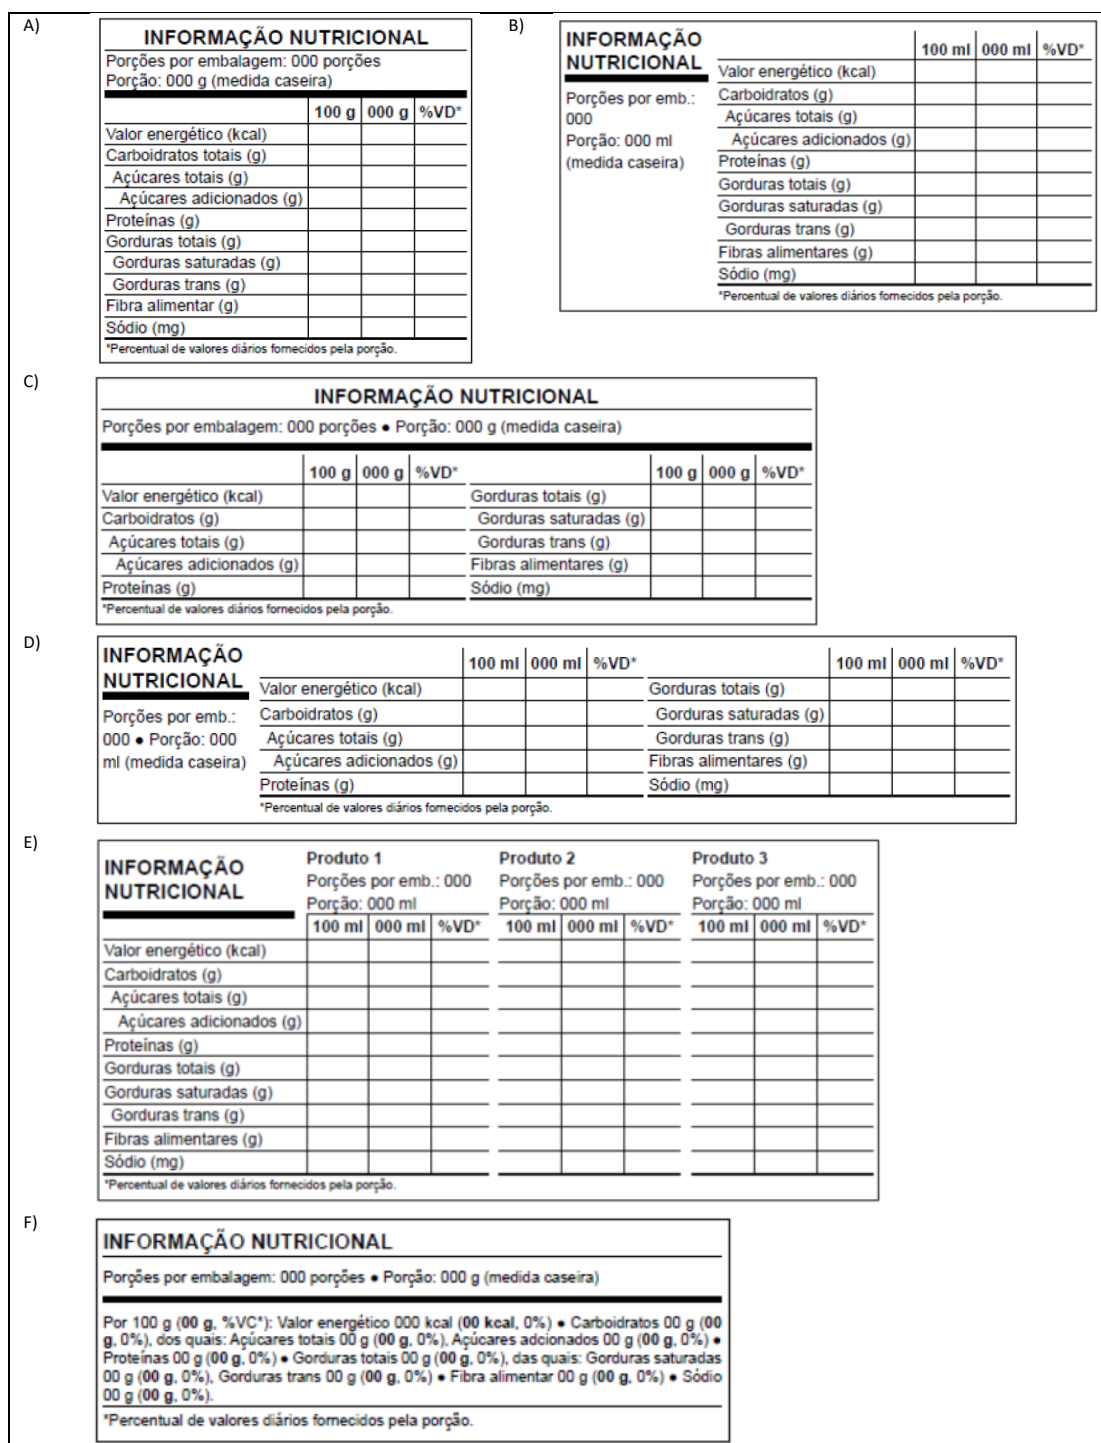 A)
INFORMAÇÃO NUTRICIONAL
Porções por embalagem: 000 porções
Porção: 000 g (medida caseira)
100 g 000 g %VD*
Valor energético (kcal)
Carboidratos totais (g)
Açúcares totais (g)
Açúcares adicionados (g)
Proteínas (g)
Gorduras totais (g)
Gorduras saturadas (g)
Gorduras trans (g)
Fibra alimentar (g)
Sódio (mg)
*Percentual de valores diários fornecidos pela porção.
B)
INFORMAÇÃO
NUTRICIONAL
Porções por emb.:
000
Porção: 000 ml
(medida caseira)
100 ml 000 ml %VD*
Valor energético (kcal)
Carboidratos (g)
Açúcares totais (g)
Açúcares adicionados (g)
Proteínas (g)
Gorduras totais (g)
Gorduras saturadas (g)
Gorduras trans (g)
Fibras alimentares (g)
Sódio (mg)
*Percentual de valores diários fornecidos pela porção.
C)
INFORMAÇÃO NUTRICIONAL
Porções por embalagem: 000 porções ● Porção: 000 g (medida caseira)
100 g 000 g %VD* 100 g 000 g %VD*
Valor energético (kcal) Gorduras totais (g)
Carboidratos (g) Gorduras saturadas (g)
Açúcares totais (g) Gorduras trans (g)
Açúcares adicionados (g) Fibras alimentares (g)
Proteínas (g) Sódio (mg)
*Percentual de valores diários fornecidos pela porção.
D)
INFORMAÇÃO
NUTRICIONAL
Porções por emb.:
000 ● Porção: 000
ml (medida caseira)
100 ml 000 ml %VD* 100 ml 000 ml %VD*
Valor energético (kcal) Gorduras totais (g)
Carboidratos (g) Gorduras saturadas (g)
Açúcares totais (g) Gorduras trans (g)
Açúcares adicionados (g) Fibras alimentares (g)
Proteínas (g) Sódio (mg)
*Percentual de valores diários fornecidos pela porção.
E)
INFORMAÇÃO
NUTRICIONAL
Produto 1 Produto 2 Produto 3
Porções por emb.: 000 Porções por emb.: 000 Porções por emb.: 000
Porção: 000 ml Porção: 000 ml Porção: 000 ml
100 ml 000 ml %VD* 100 ml 000 ml %VD* 100 ml 000 ml %VD*
Valor energético (kcal)
Carboidratos (g)
Açúcares totais (g)
Açúcares adicionados (g)
Proteínas (g)
Gorduras totais (g)
Gorduras saturadas (g)
Gorduras trans (g)
Fibras alimentares (g)
Sódio (mg)
*Percentual de valores diários fornecidos pela porção.
F)
INFORMAÇÃO NUTRICIONAL
Porções por embalagem: 000 porções ● Porção: 000 g (medida caseira)
Por 100 g (00 g, %VC*): Valor energético 000 kcal (00 kcal, 0%) ● Carboidratos 00 g (00
g, 0%), dos quais: Açúcares totais 00 g (00 g, 0%), Açúcares adcionados 00 g (00 g, 0%) ●
Proteínas 00 g (00 g, 0%) ● Gorduras totais 00 g (00 g, 0%), das quais: Gorduras saturadas
00 g (00 g, 0%), Gorduras trans 00 g (00 g, 0%) ● Fibra alimentar 00 g (00 g, 0%) ● Sódio
00 g (00 g, 0%).
*Percentual de valores diários fornecidos pela porção.